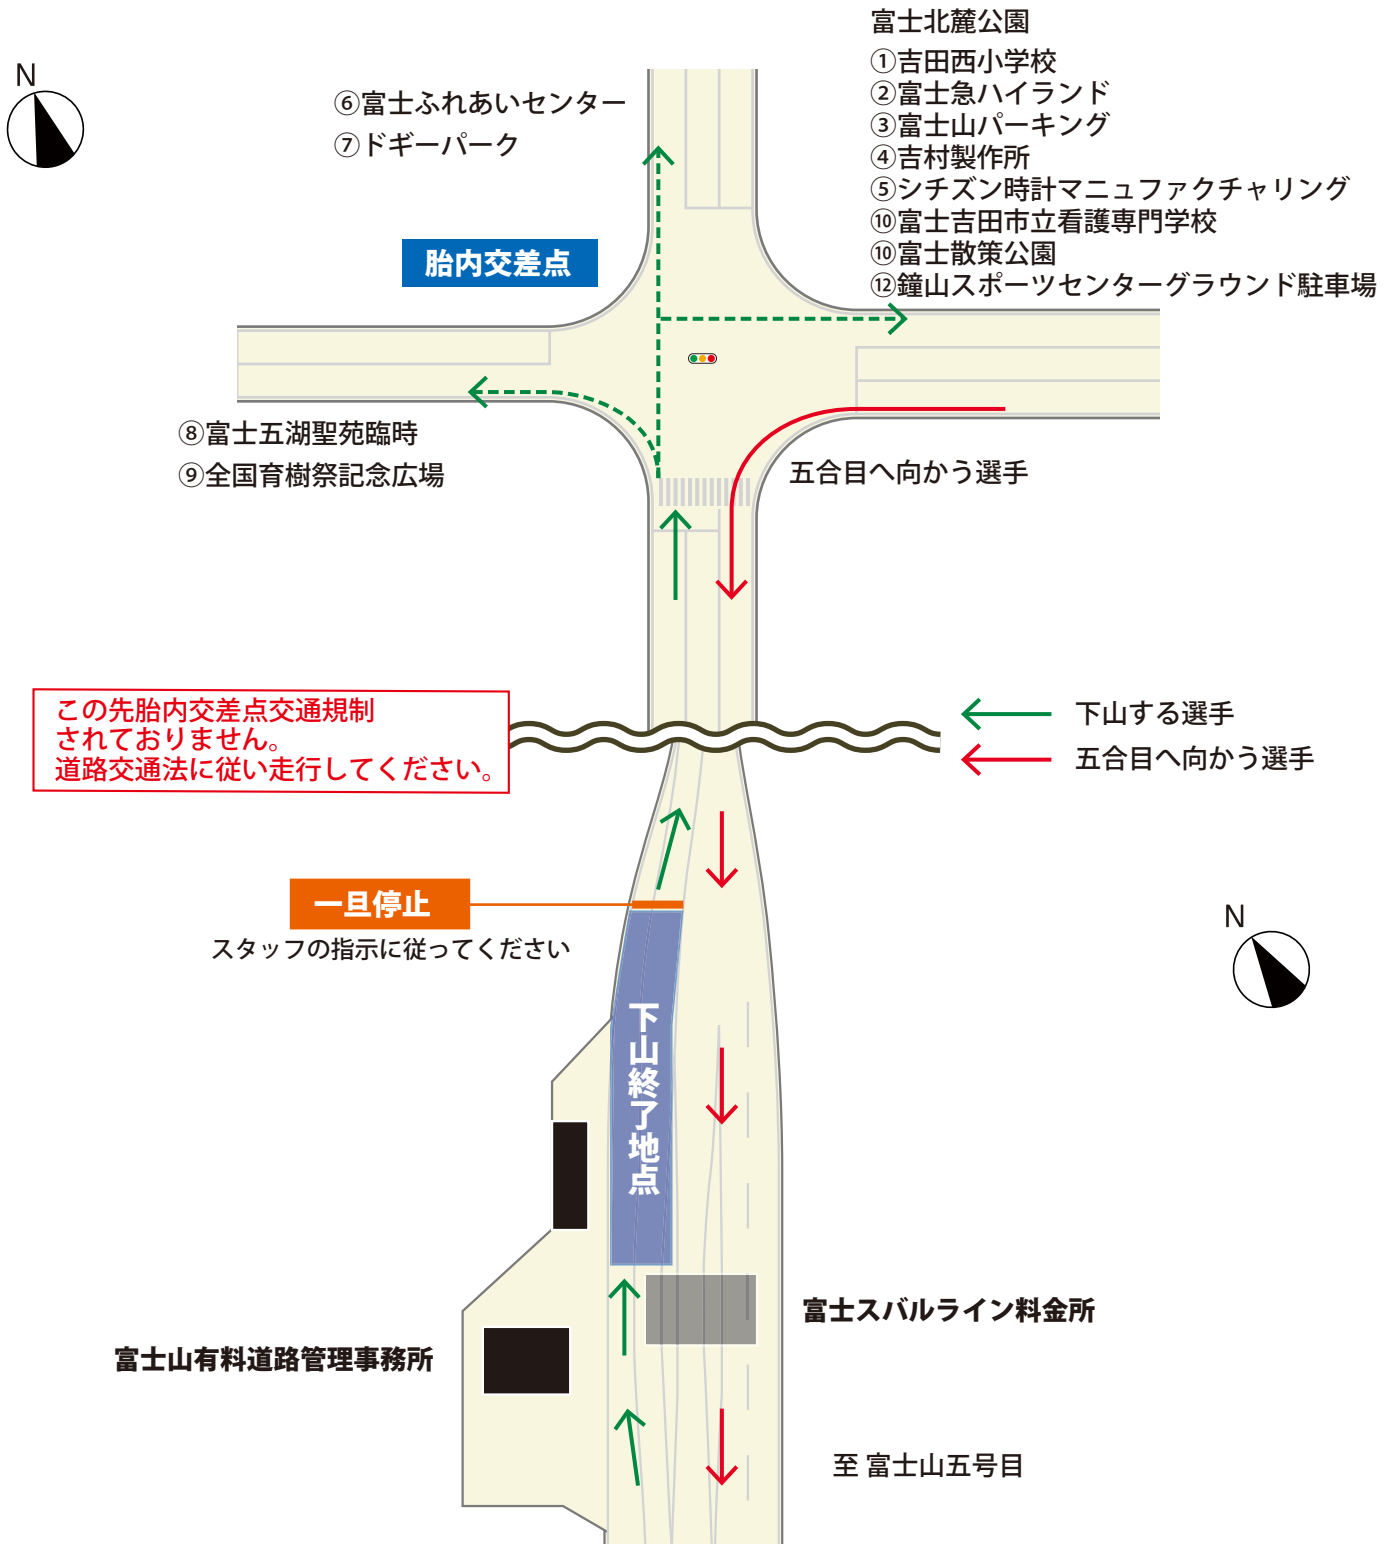 富士北麓公園
①吉田西小学校
②富士急ハイランド
③富士山パーキング
④吉村製作所
⑤シチズン時計マニュファクチャリング
⑩富士吉田市立看護専門学校
⑩富士散策公園
⑫鐘山スポーツセンターグラウンド駐車場
N
⑥富士ふれあいセンター
⑦ドギーパーク
胎内交差点
⑧富士五湖聖苑臨時
⑨全国育樹祭記念広場
五合目へ向かう選手
この先胎内交差点交通規制
されておりません。
道路交通法に従い走行してください。
下山する選手
五合目へ向かう選手
一旦停止
スタッフの指示に従ってください
N
下山終了地点
富士スバルライン料金所
富士山有料道路管理事務所
至 富士山五号目